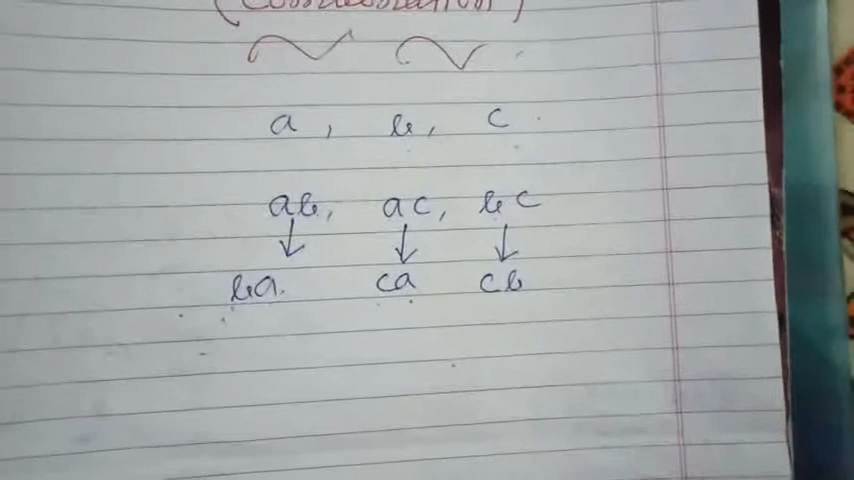 a, b, c
ab, ac, bc
ba. ca cb